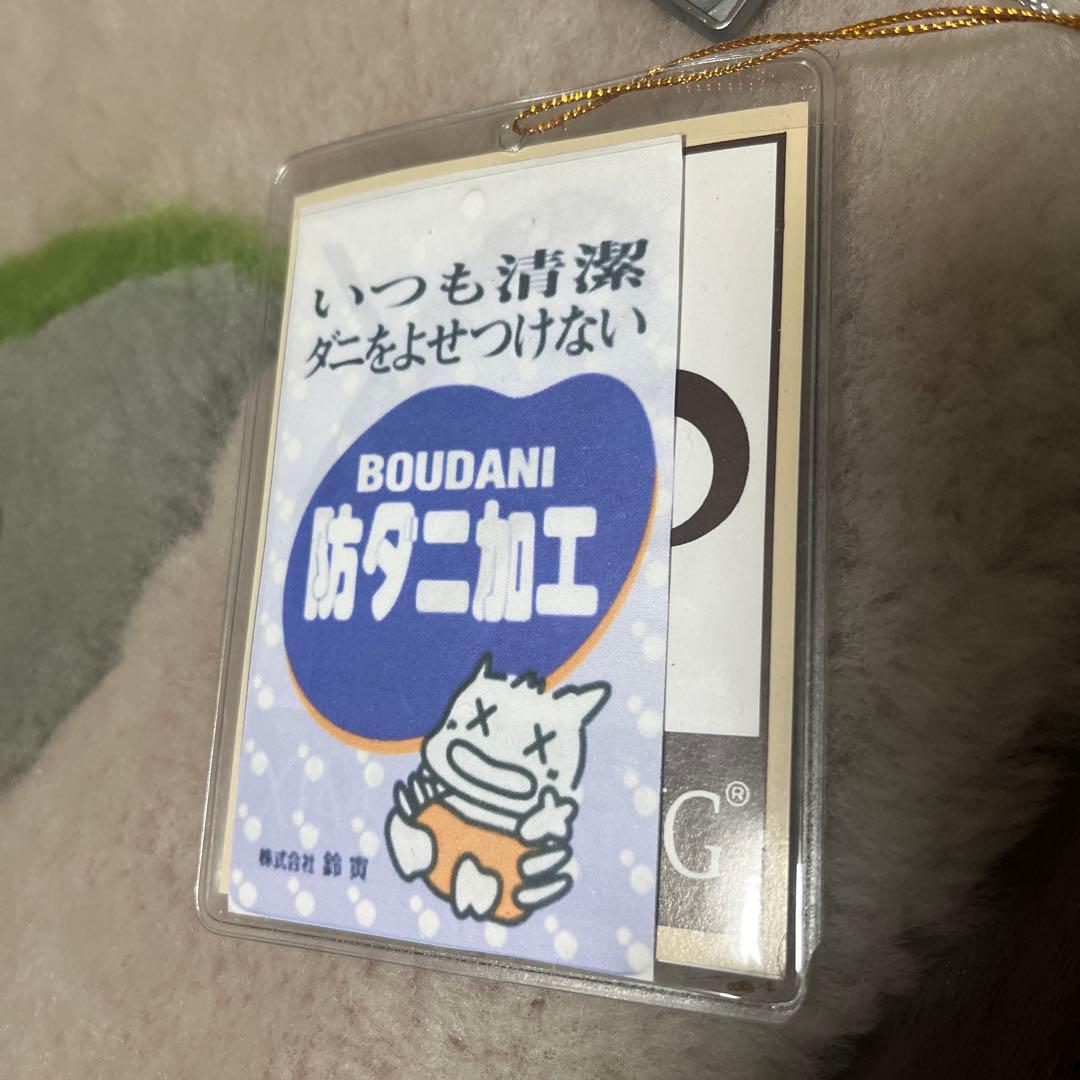 いつも清潔
ダニをよせつけない
BOUDANI
防ダニ加工
株式会社 鈴寅
G®